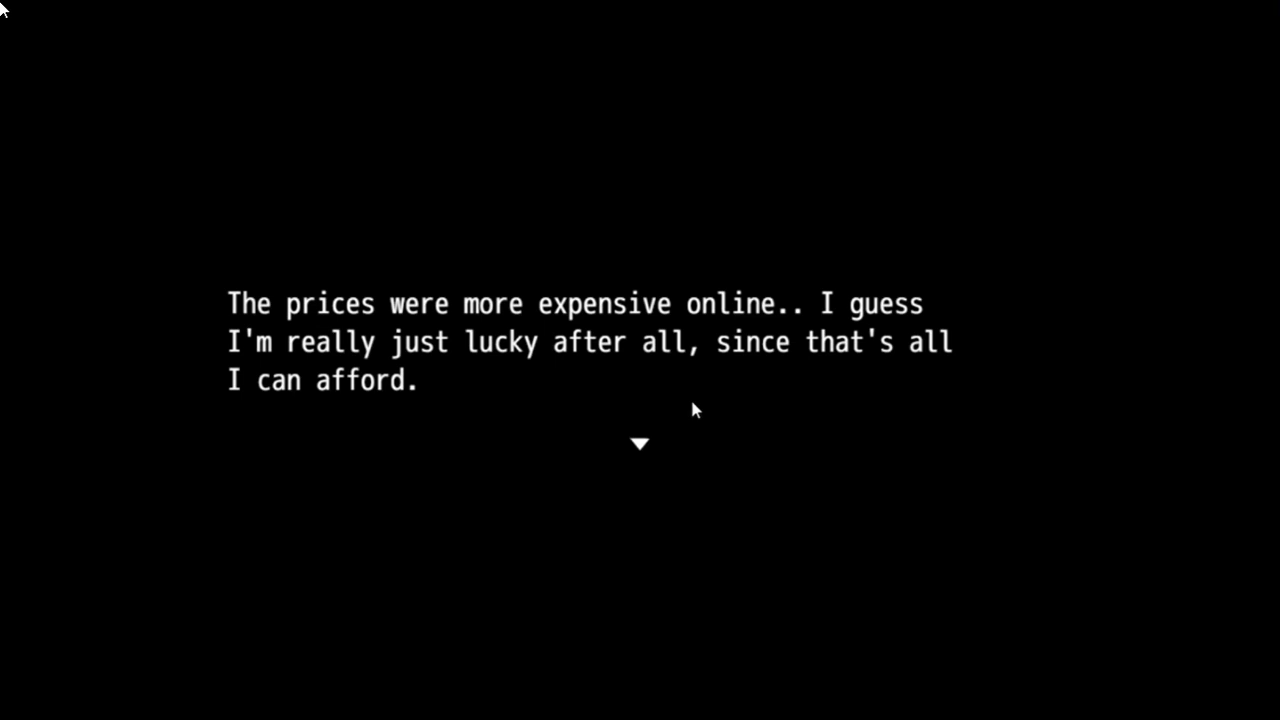 The prices were more expensive online.. I guess
I'm really just lucky after all, since that's all
I can afford.